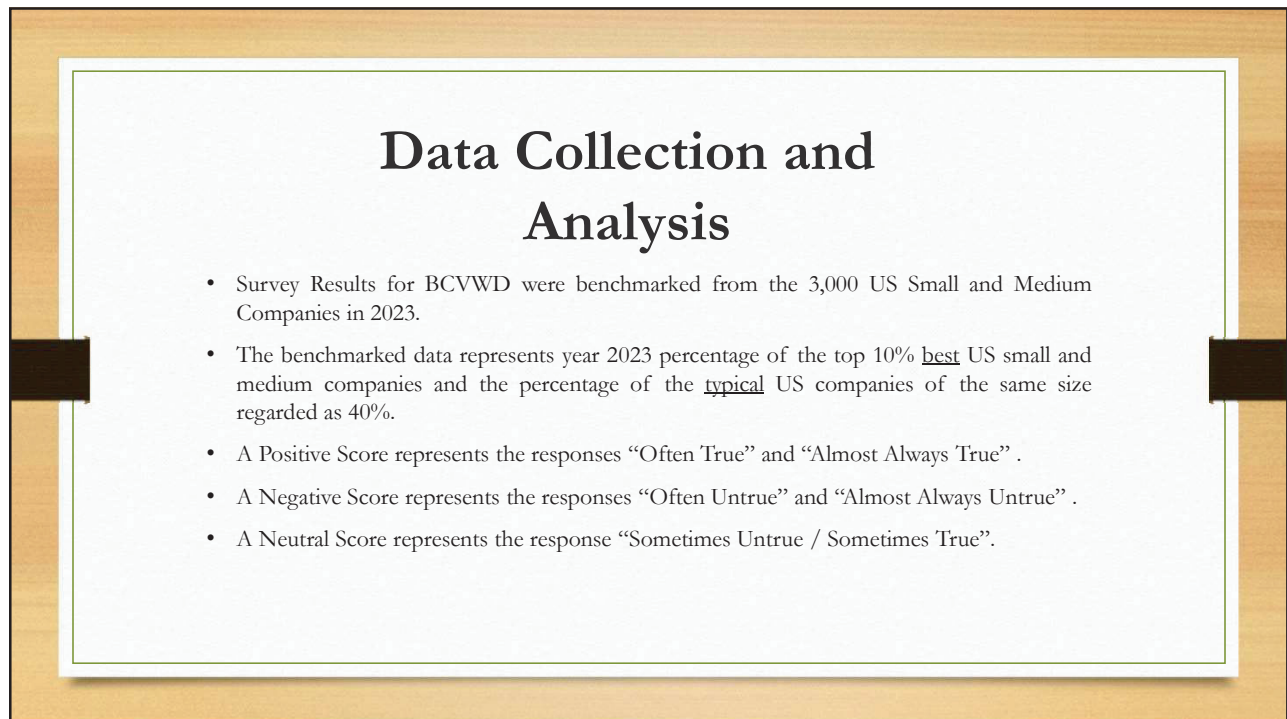 Data Collection and
Analysis
• Survey Results for BCVWD were benchmarked from the 3,000 US Small and Medium
Companies in 2023.
• The benchmarked data represents year 2023 percentage of the top 10% best US small and
medium companies and the percentage of the typical US companies of the same size
regarded as 40%.
• A Positive Score represents the responses “Often True” and “Almost Always True” .
• A Negative Score represents the responses “Often Untrue” and “Almost Always Untrue” .
• A Neutral Score represents the response “Sometimes Untrue / Sometimes True”.